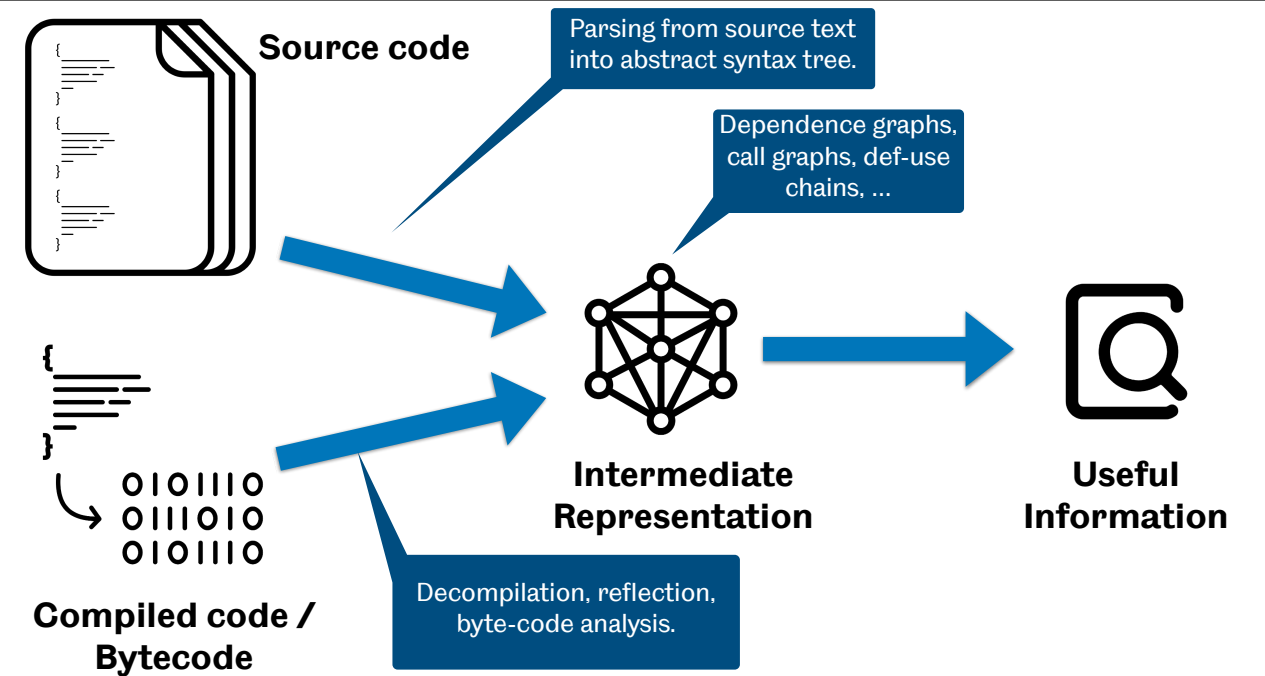 Source code
Parsing from source text
into abstract syntax tree.
Dependence graphs,
call graphs, def-use
chains, ...
{
}
{
}
{
}
{
}
0101110
0111010
0101110
Intermediate
Representation
Useful
Information
Decompilation, reflection,
byte-code analysis.
Compiled code /
Bytecode